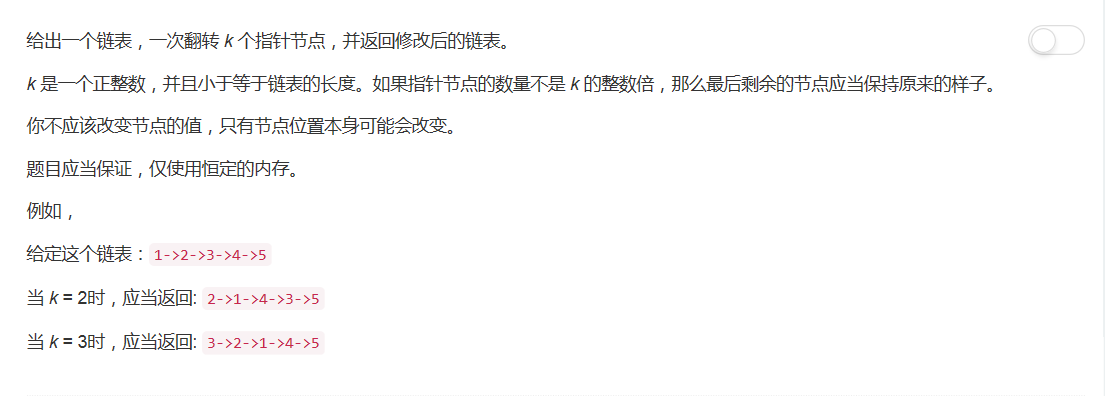 给出一个链表，一次翻转 k 个指针节点，并返回修改后的链表。
k 是一个正整数，并且小于等于链表的长度。如果指针节点的数量不是 k 的整数倍，那么最后剩余的节点应当保持原来的样子。
你不应该改变节点的值，只有节点位置本身可能会改变。
题目应当保证，仅使用恒定的内存。
例如，
给定这个链表：1->2->3->4->5
当 k = 2时，应当返回: 2->1->4->3->5
当 k = 3时，应当返回: 3->2->1->4->5